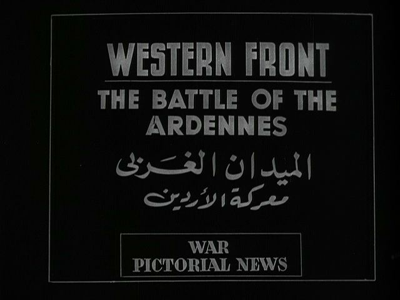 WESTERN FRONT
THE BATTLE OF THE
ARDENNES
الميدان الغربى
معركة الأردين
WAR
PICTORIAL NEWS